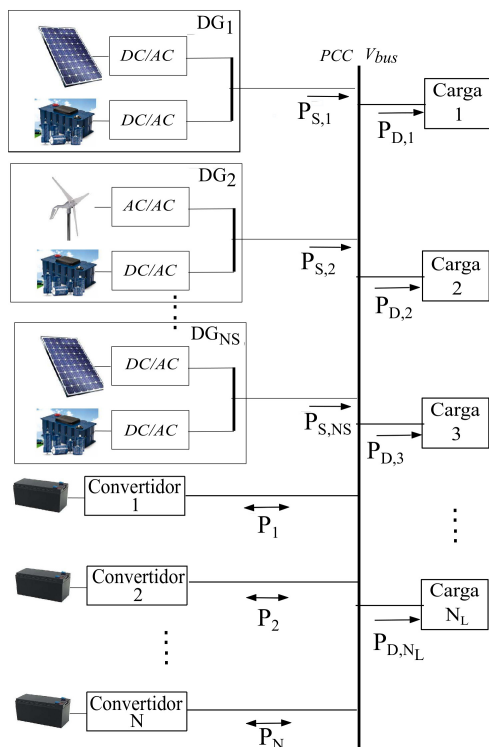 DG1
DC/AC
DC/AC
PS,1
PCC Vbus
PD,1
Carga
1
DG2
AC/AC
DC/AC
PS,2
PD,2
Carga
2
DGNS
DC/AC
DC/AC
PS,NS
PD,3
Carga
3
Convertidor
1
P1
Convertidor
2
P2
PD,NL
Carga
NL
Convertidor
N
PN